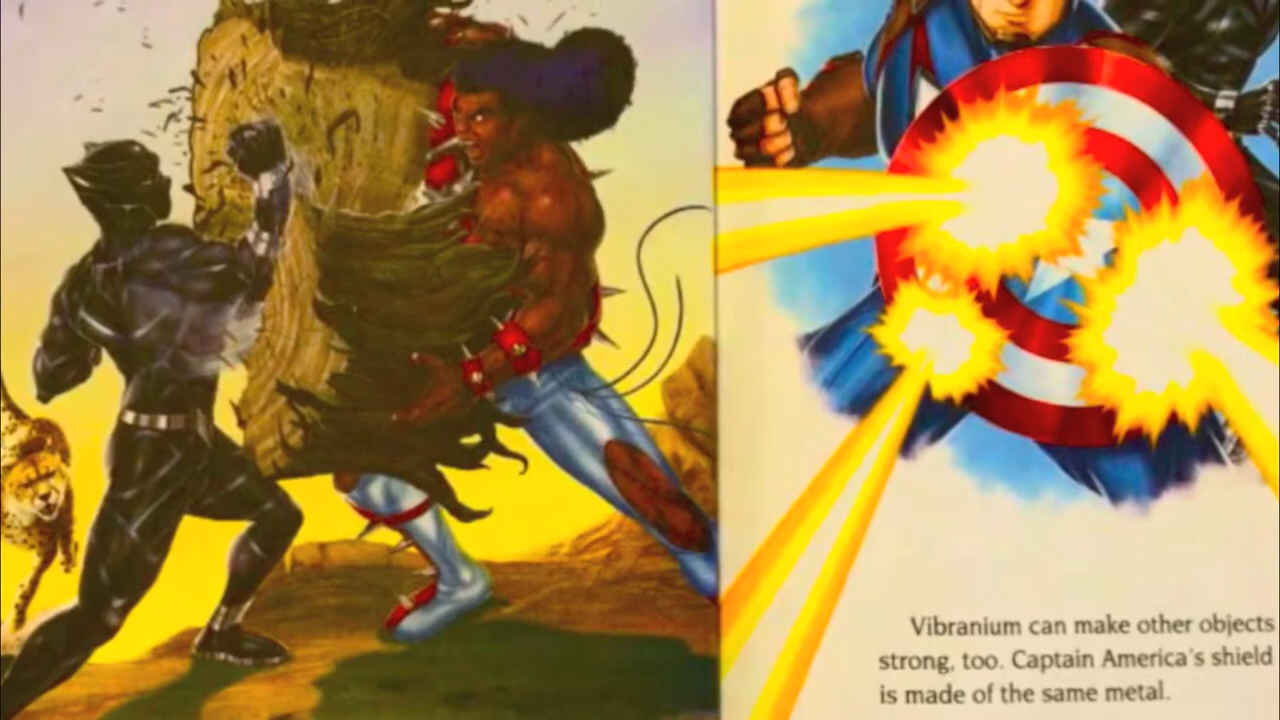 Vibranium can make other objects
strong, too. Captain America's shield
is made of the same metal.